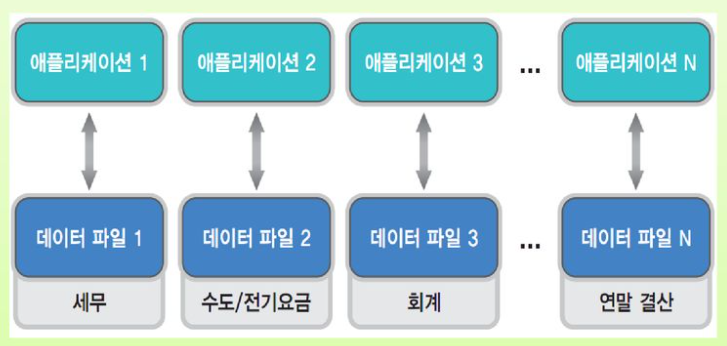 애플리케이션 1 애플리케이션 2 애플리케이션 3 ... 애플리케이션 N
데이터 파일 1 데이터 파일 2 데이터 파일 3 ... 데이터 파일 N
세무 수도/전기요금 회계 연말 결산